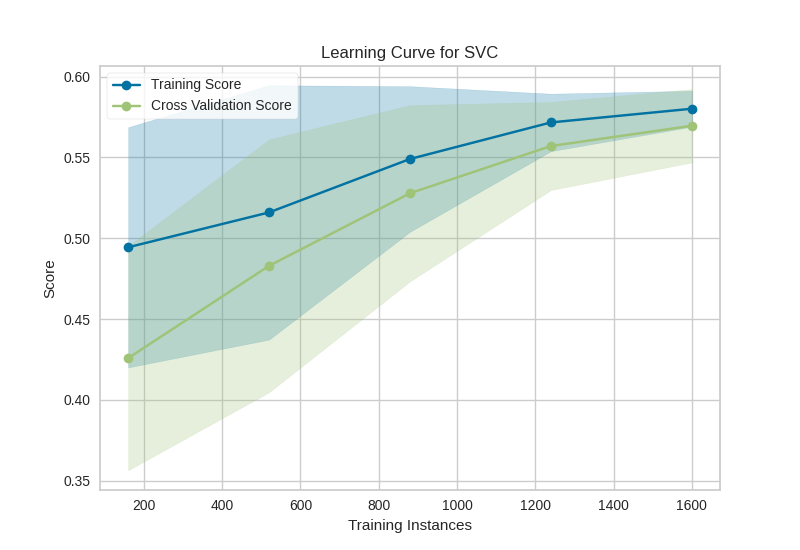 Learning Curve for SVC
Training Score
Cross Validation Score
0.60
0.55
0.50
0.45
0.40
0.35
Score
200 400 600 800 1000 1200 1400 1600
Training Instances